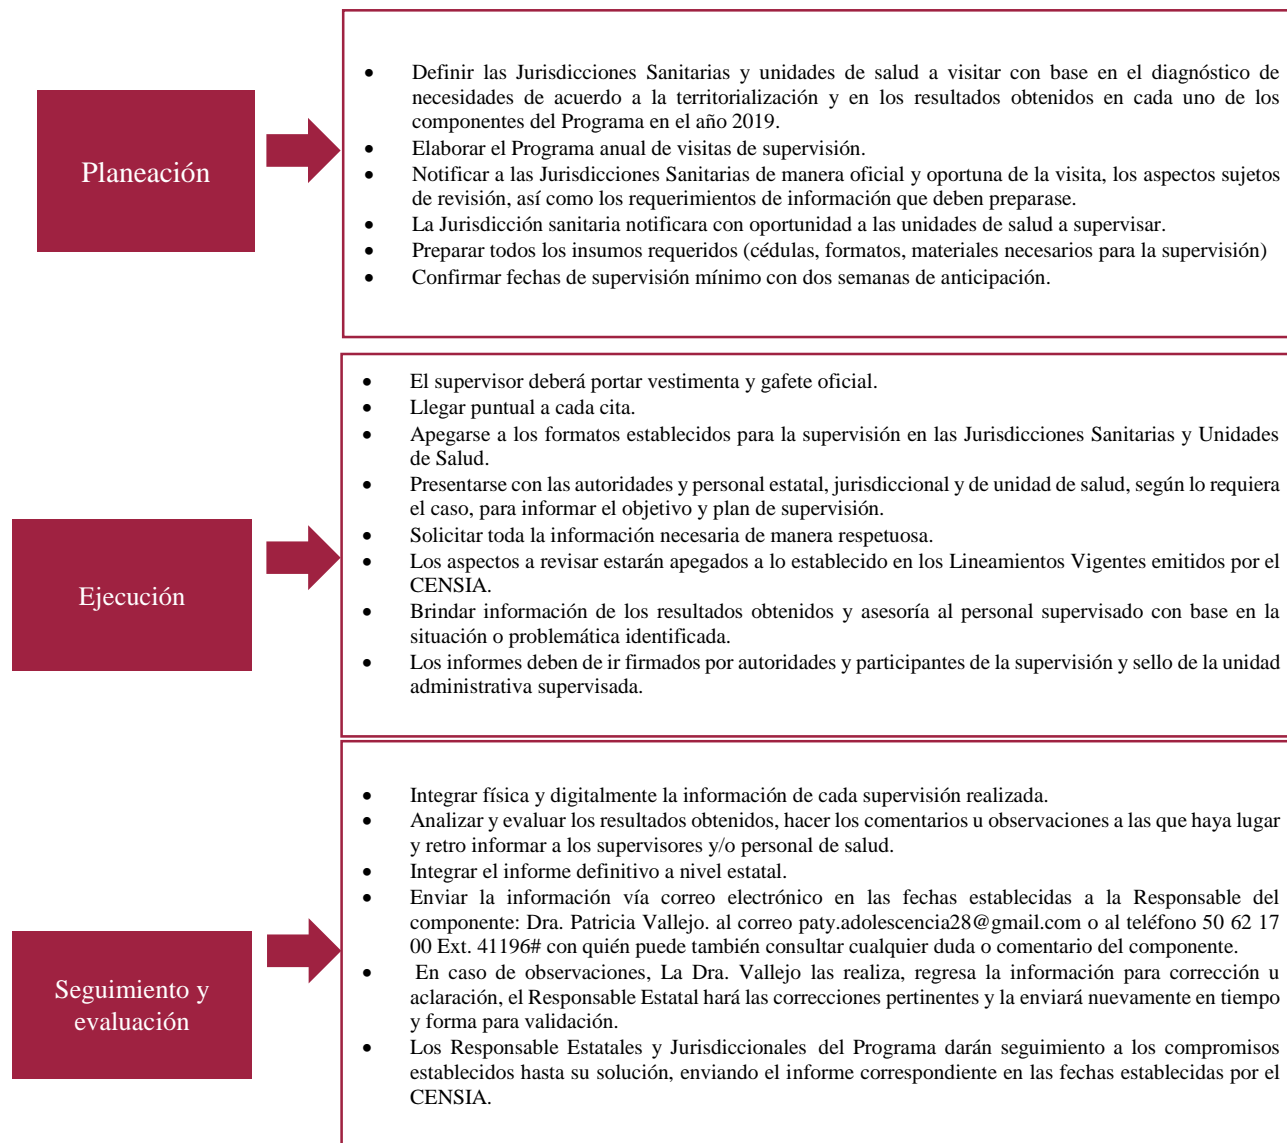 Planeación
• Definir las Jurisdicciones Sanitarias y unidades de salud a visitar con base en el diagnóstico de
necesidades de acuerdo a la territorialización y en los resultados obtenidos en cada uno de los
componentes del Programa en el año 2019.
• Elaborar el Programa anual de visitas de supervisión.
• Notificar a las Jurisdicciones Sanitarias de manera oficial y oportuna de la visita, los aspectos sujetos
de revisión, así como los requerimientos de información que deben prepararse.
• La Jurisdicción sanitaria notificara con oportunidad a las unidades de salud a supervisar.
• Preparar todos los insumos requeridos (cédulas, formatos, materiales necesarios para la supervisión)
• Confirmar fechas de supervisión mínimo con dos semanas de anticipación.
Ejecución
• El supervisor deberá portar vestimenta y gafete oficial.
• Llegar puntual a cada cita.
• Apegarse a los formatos establecidos para la supervisión en las Jurisdicciones Sanitarias y Unidades
de Salud.
• Presentarse con las autoridades y personal estatal, jurisdiccional y de unidad de salud, según lo requiera
el caso, para informar el objetivo y plan de supervisión.
• Solicitar toda la información necesaria de manera respetuosa.
• Los aspectos a revisar estarán apegados a lo establecido en los Lineamientos Vigentes emitidos por el
CENSIA.
• Brindar información de los resultados obtenidos y asesoría al personal supervisado con base en la
situación o problemática identificada.
• Los informes deben de ir firmados por autoridades y participantes de la supervisión y sello de la unidad
administrativa supervisada.
Seguimiento y
evaluación
• Integrar física y digitalmente la información de cada supervisión realizada.
• Analizar y evaluar los resultados obtenidos, hacer los comentarios u observaciones a las que haya lugar
y retro informar a los supervisores y/o personal de salud.
• Integrar el informe definitivo a nivel estatal.
• Enviar la información vía correo electrónico en las fechas establecidas a la Responsable del
componente: Dra. Patricia Vallejo. al correo paty.adolescencia28@gmail.com o al teléfono 50 62 17
00 Ext. 41196# con quién puede también consultar cualquier duda o comentario del componente.
• En caso de observaciones, La Dra. Vallejo las realiza, regresa la información para corrección u
aclaración, el Responsable Estatal hará las correcciones pertinentes y la enviará nuevamente en tiempo
y forma para validación.
• Los Responsable Estatales y Jurisdiccionales del Programa darán seguimiento a los compromisos
establecidos hasta su solución, enviando el informe correspondiente en las fechas establecidas por el
CENSIA.